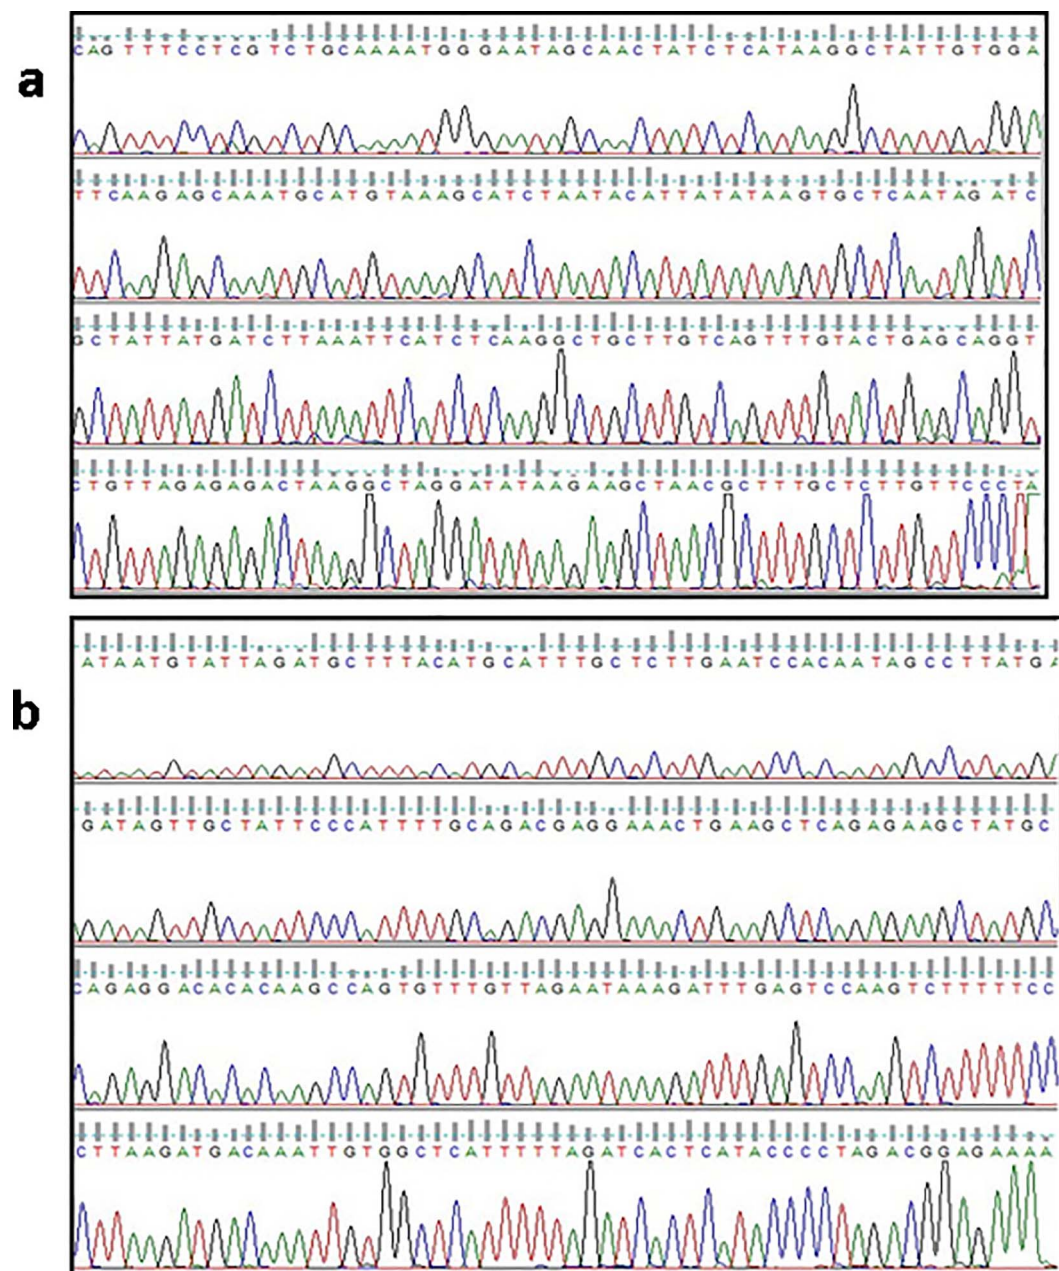 a
CAGTTTCCTCGTCTGCAAAATGGGAATAGCAACTATCTCATAAGGCTATTGTGGA
TTCAAGAGCAAATGCATGTAAAGCATCTAATACATTATATAAGTGCTCAATAGATC
GCTATTATGATCTTAAATTCATCTCAAGGCTGCTTGTCAGTTTGTACTGAGCAGGT
CTGTTAGAGAGACTAAGGCTAGGATATAAGAAGCTAACGCTTTGCTCTTGTTCCCTA
b
ATAATGTATTAGATGCTTTACATGCATTTGCTCTTGAATCCACAATAGCCTTATGA
GATAGTTGCTATTCCCATTTTGCAGACGAGGAAACTGAAGCTCAGAGAAGCTATGC
CAGAGGACACACAAGCCAGTGTTTGTTAGAATAAAGATTTGAGTCCAAGTCTTTTTCC
CTTAAGATGACAAATTGTGGCTCATTTTTAGATCACTCATACCCCTAGACGGAGAAAA